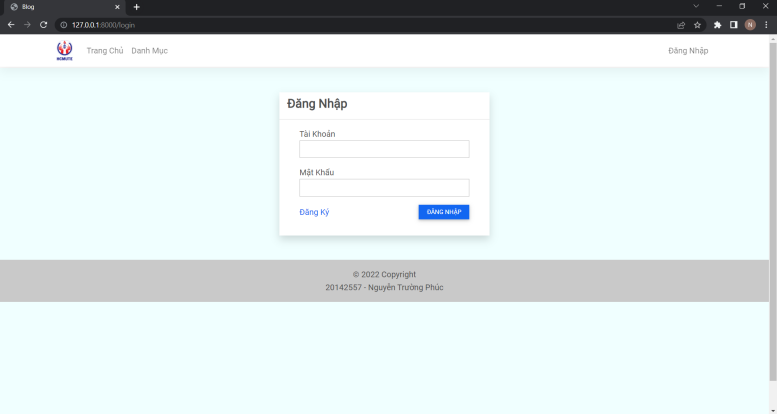 Blog
127.0.0.1:8000/login
N
HCMUTE
Trang Chủ Danh Mục Đăng Nhập
Đăng Nhập
Tài Khoản
Mật Khẩu
Đăng Ký ĐĂNG NHẬP
© 2022 Copyright
20142557 - Nguyễn Trường Phúc